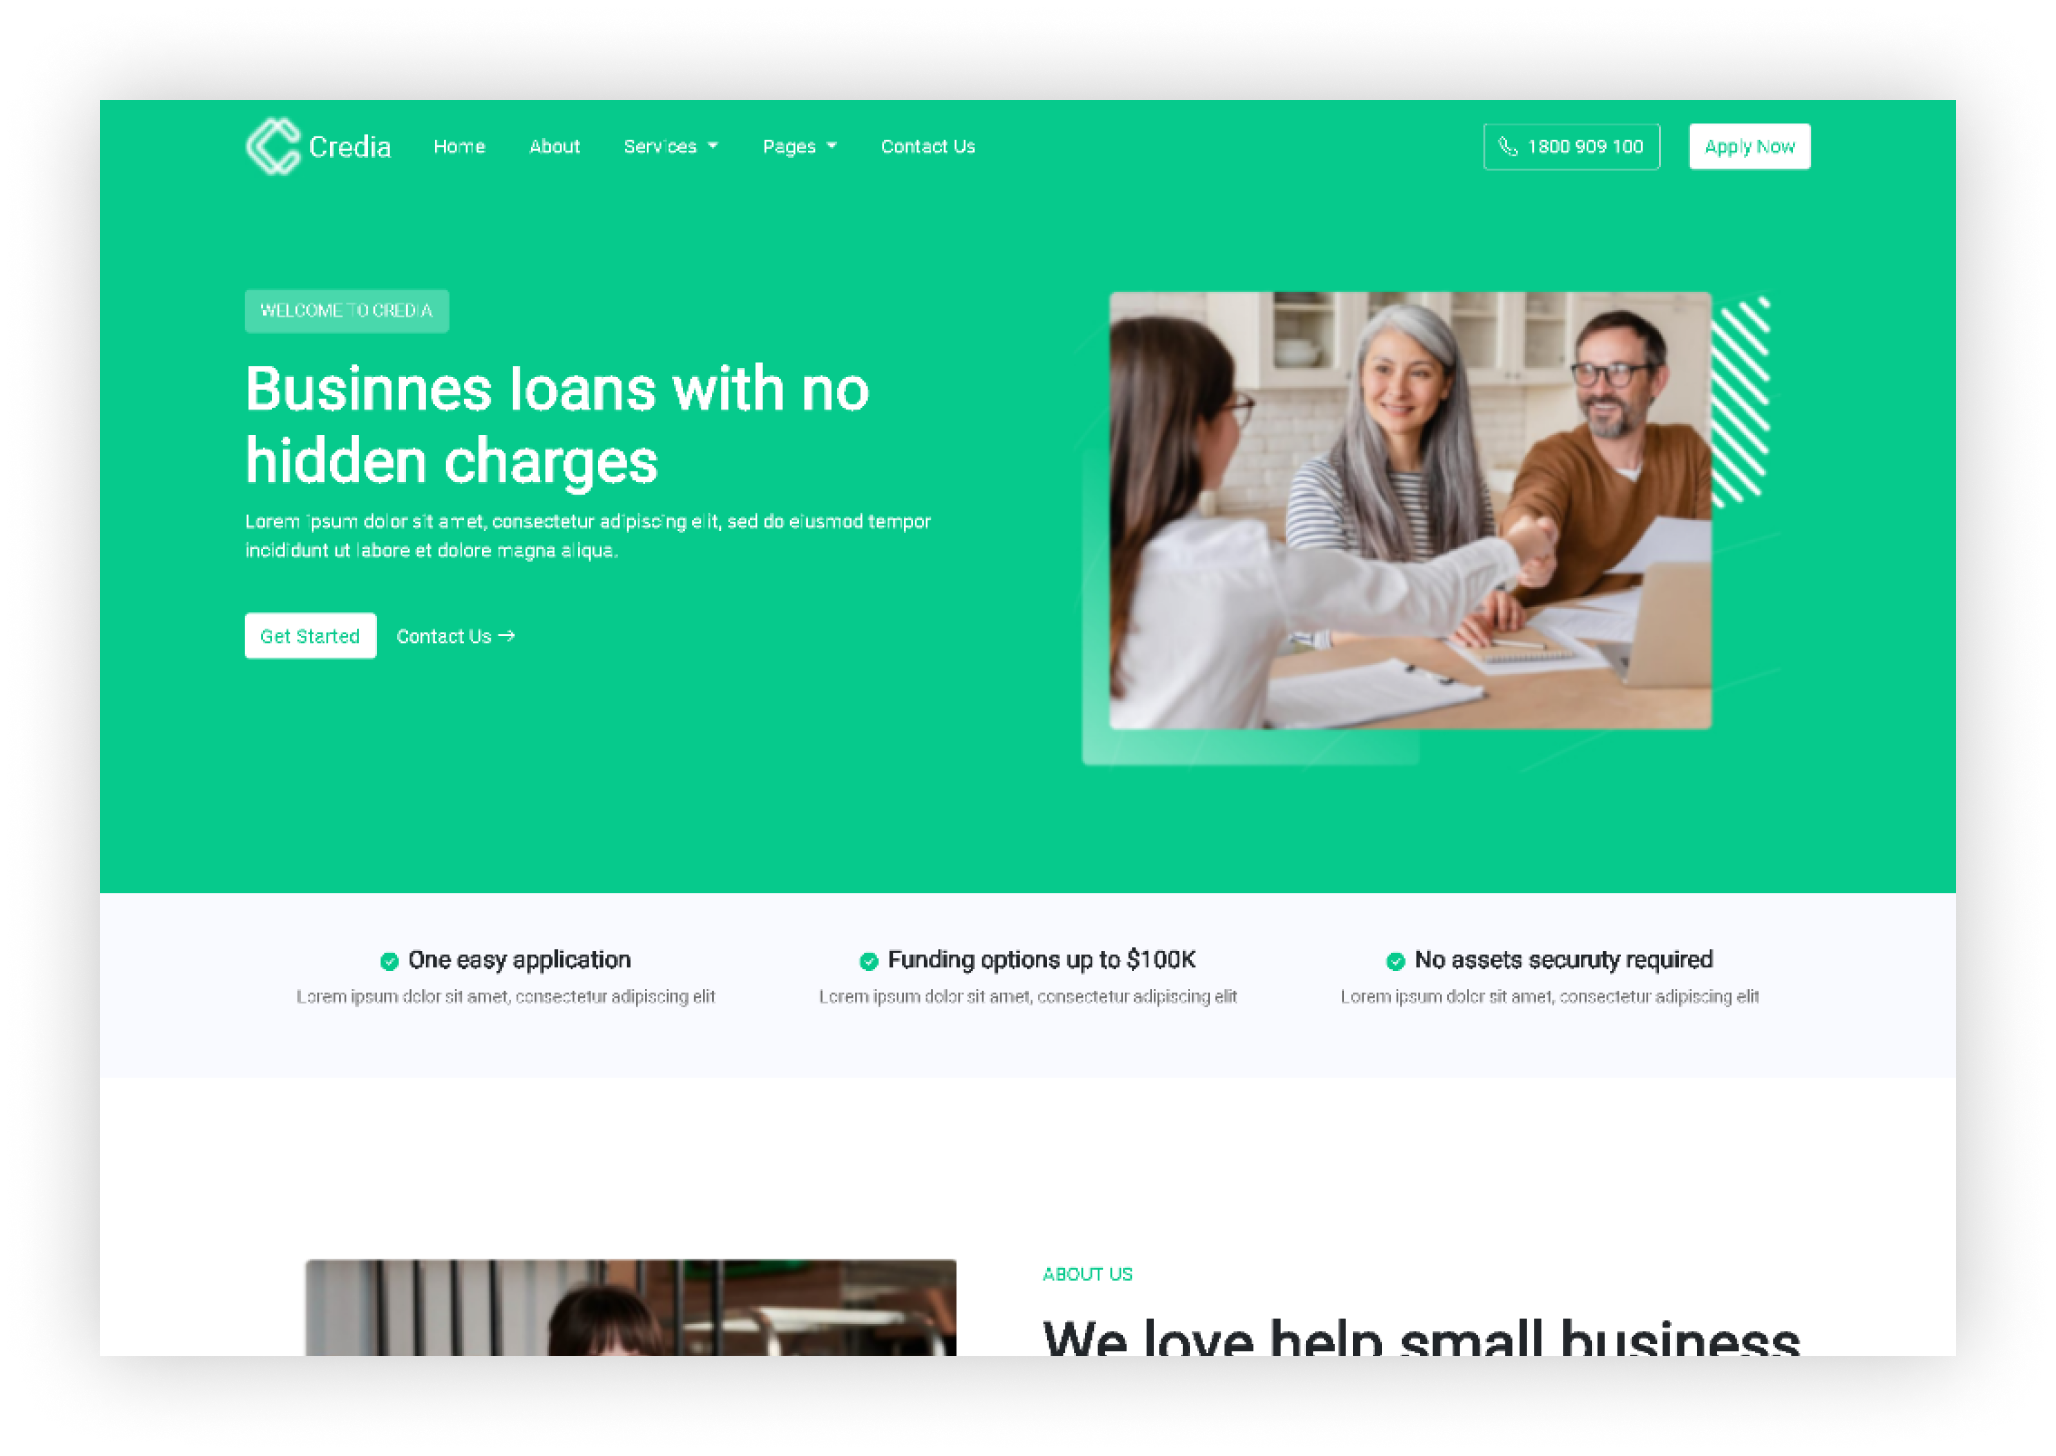 Credia
Home About Services Pages Contact Us
1800 909 100
Apply Now
WELCOME TO CREDIA
Businnes loans with no
hidden charges
Lorem ipsum dolor sit amet, consectetur adipiscing elit, sed do eiusmod tempor
incididunt ut labore et dolore magna aliqua.
Get Started Contact Us →
One easy application
Lorem ipsum dolor sit amet, consectetur adipiscing elit
Funding options up to $100K
Lorem ipsum dolor sit amet, consectetur adipiscing elit
No assets securuty required
Lorem ipsum dolor sit amet, consectetur adipiscing elit
ABOUT US
We love help small business